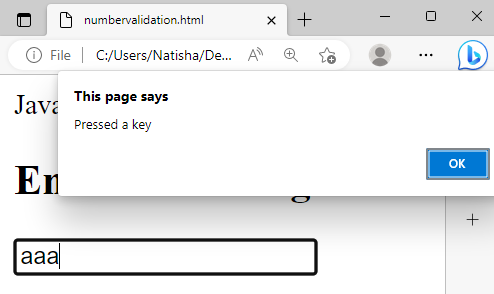 numbervalidation.html
File
C:/Users/Natisha/De...
This page says
Pressed a key
OK
Java
En
aaa